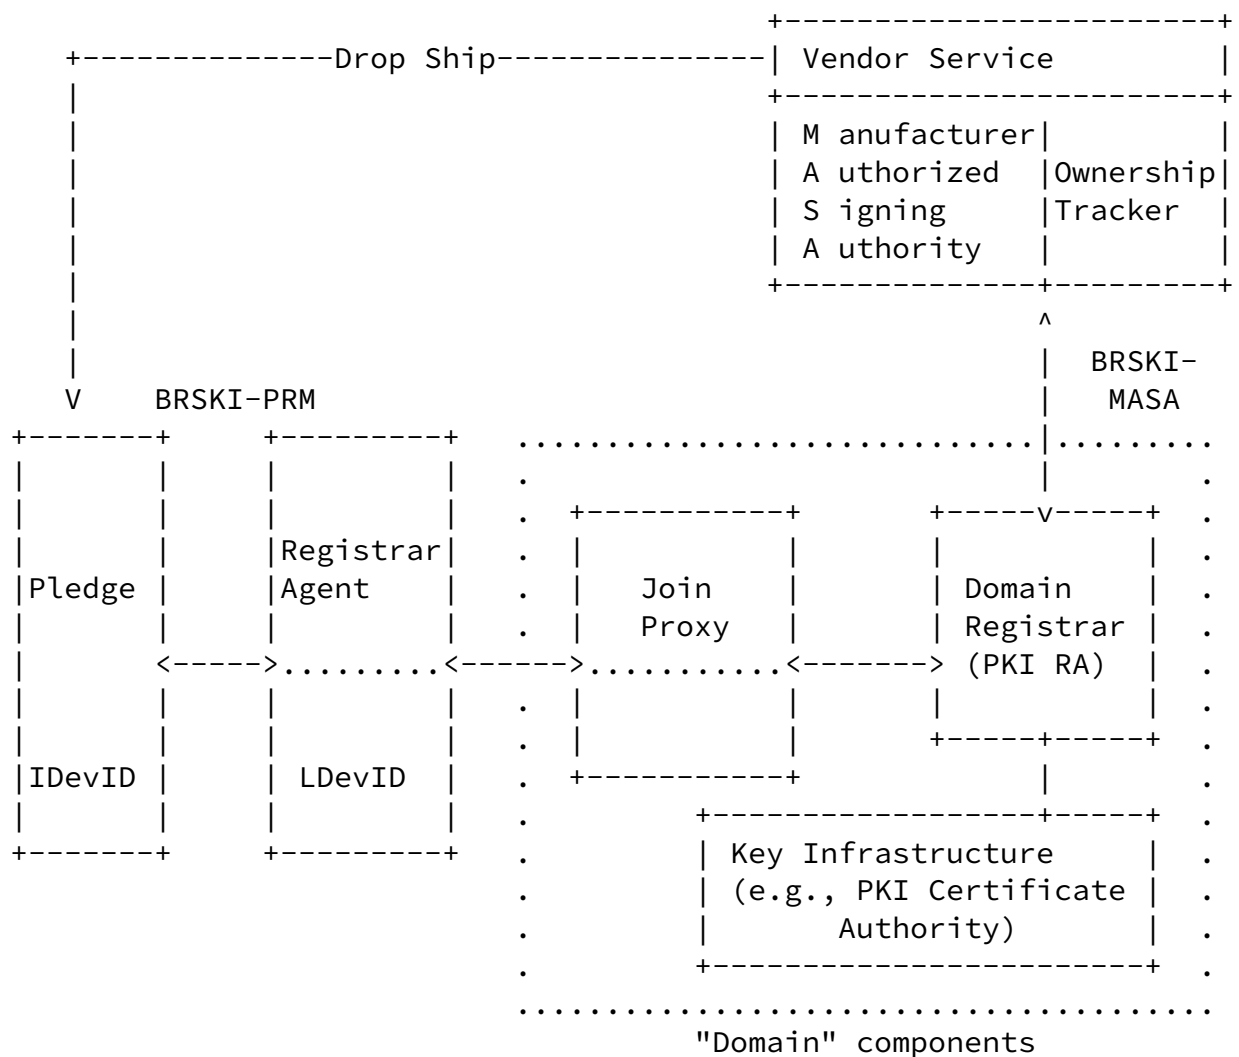 Drop Ship
Vendor Service
M anufacturer
A uthorized
S igning
A uthority
Ownership
Tracker
BRSKI-
MASA
BRSKI-PRM
Pledge
IDevID
Registrar
Agent
LDevID
Join
Proxy
Domain
Registrar
(PKI RA)
Key Infrastructure
(e.g., PKI Certificate
Authority)
"Domain" components